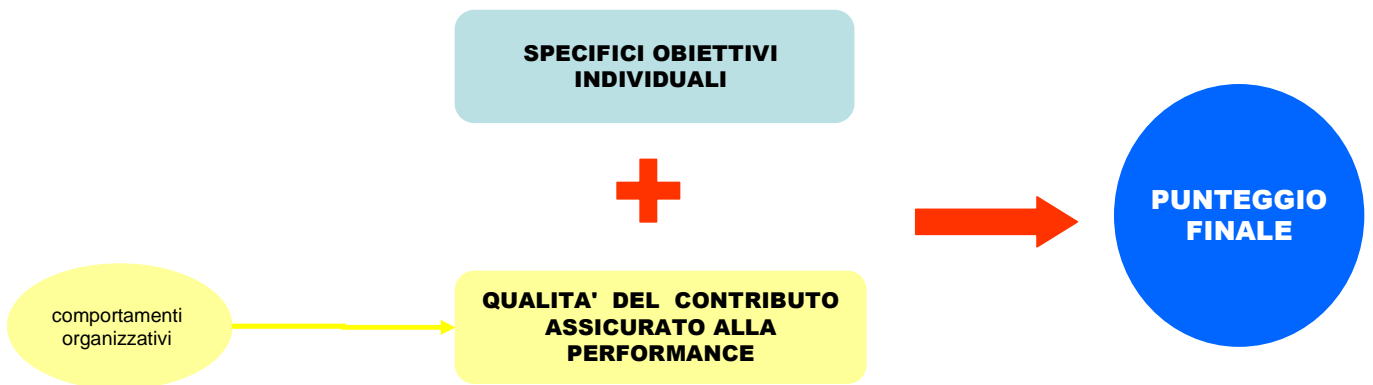 SPECIFICI OBIETTIVI
INDIVIDUALI
PUNTEGGIO
FINALE
comportamenti
organizzativi
QUALITA' DEL CONTRIBUTO
ASSICURATO ALLA
PERFORMANCE